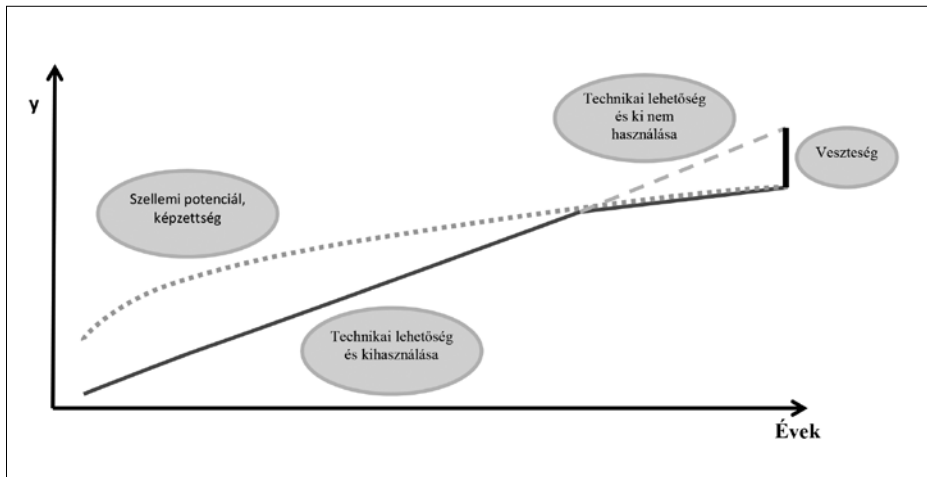 y
Technikai lehetőség
és ki nem
használása
Veszteség
Szellemi potenciál,
képzettség
Technikai lehetőség
és kihasználása
Évek